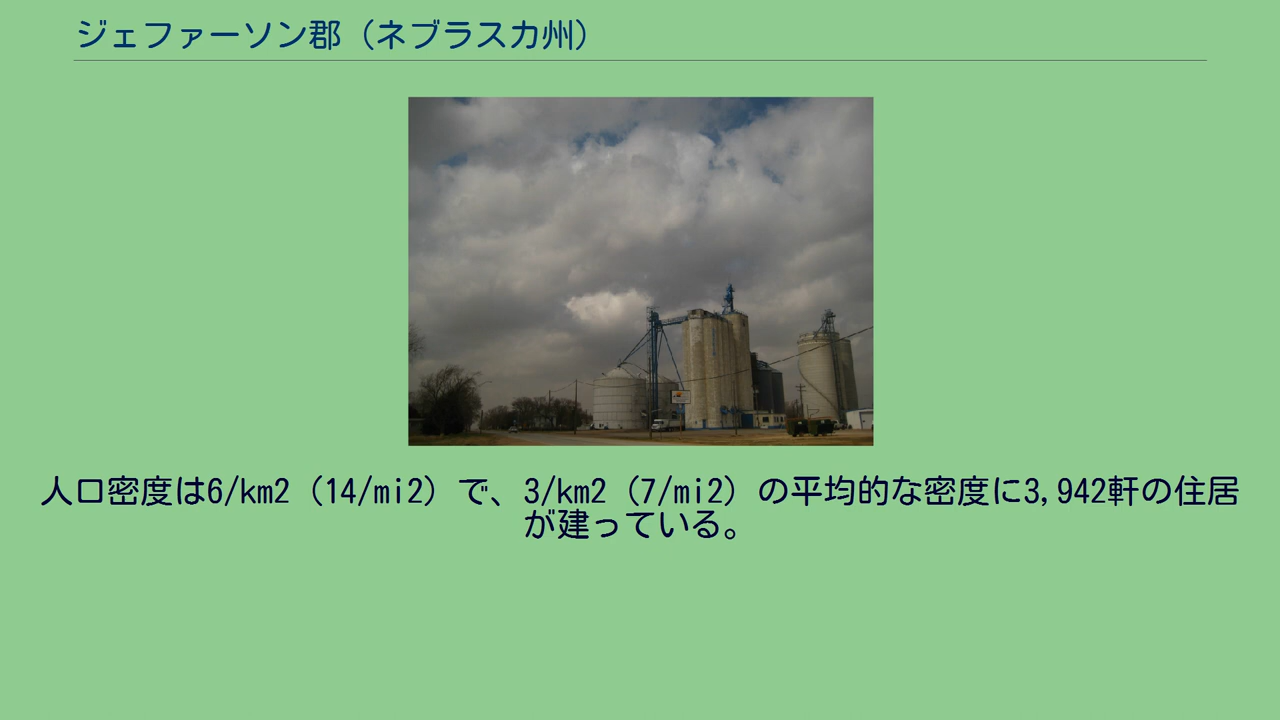 ジェファーソン郡（ネブラスカ州）
人口密度は6/km2（14/mi2）で、3/km2（7/mi2）の平均的な密度に3,942軒の住居
が建っている。